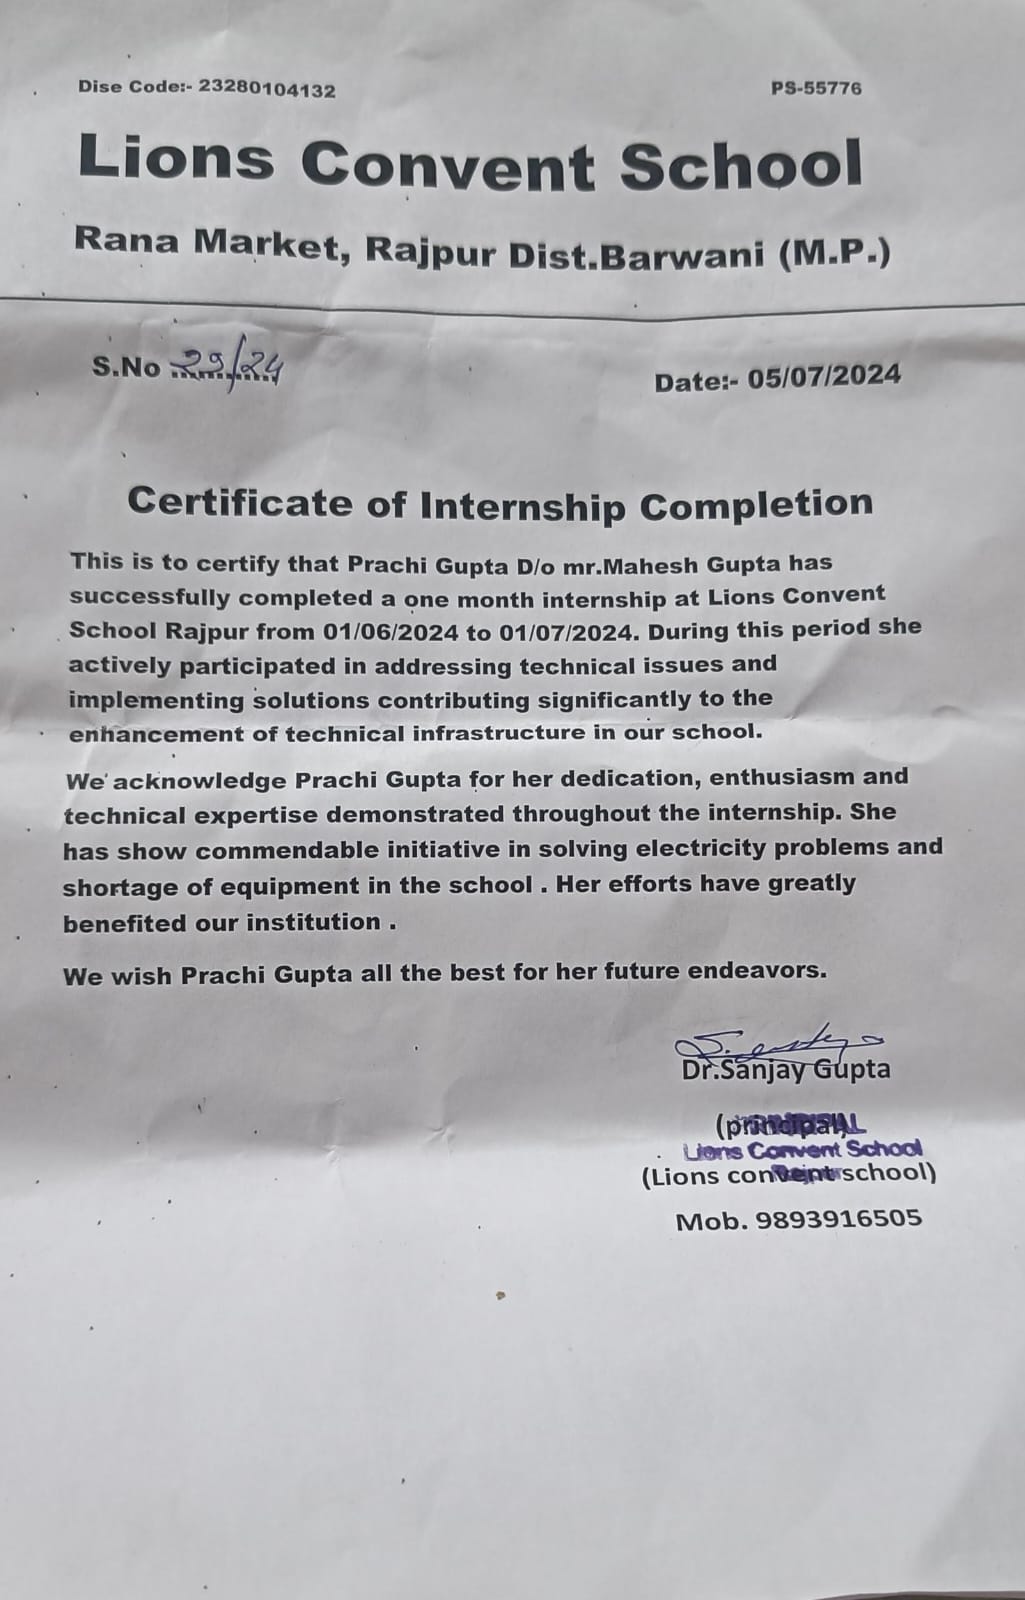 Dise Code:- 23280104132 PS-55776
Lions Convent School
Rana Market, Rajpur Dist.Barwani (M.P.)
S.No 29/24 Date:- 05/07/2024
Certificate of Internship Completion
This is to certify that Prachi Gupta D/o mr.Mahesh Gupta has
successfully completed a one month internship at Lions Convent
School Rajpur from 01/06/2024 to 01/07/2024. During this period she
actively participated in addressing technical issues and
implementing solutions contributing significantly to the
enhancement of technical infrastructure in our school.
We acknowledge Prachi Gupta for her dedication, enthusiasm and
technical expertise demonstrated throughout the internship. She
has show commendable initiative in solving electricity problems and
shortage of equipment in the school . Her efforts have greatly
benefited our institution .
We wish Prachi Gupta all the best for her future endeavors.
Dr.Sanjay Gupta
(principal)
Lions Convent School
(Lions convent school)
Mob. 9893916505